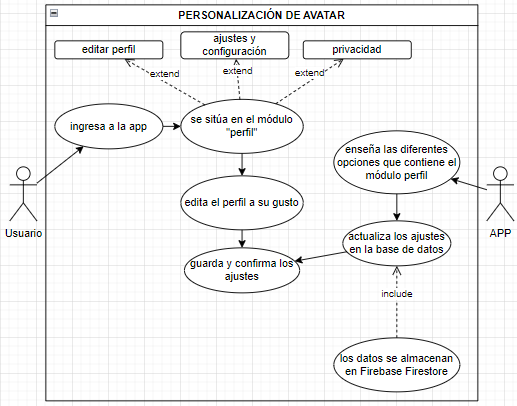 PERSONALIZACIÓN DE AVATAR
editar perfil
ajustes y
configuración
privacidad
extend
extend
extend
ingresa a la app
se sitúa en el módulo
"perfil"
enseña las diferentes
opciones que contiene el
módulo perfil
Usuario
edita el perfil a su gusto
APP
actualiza los ajustes
en la base de datos
guarda y confirma los
ajustes
include
los datos se almacenan
en Firebase Firestore